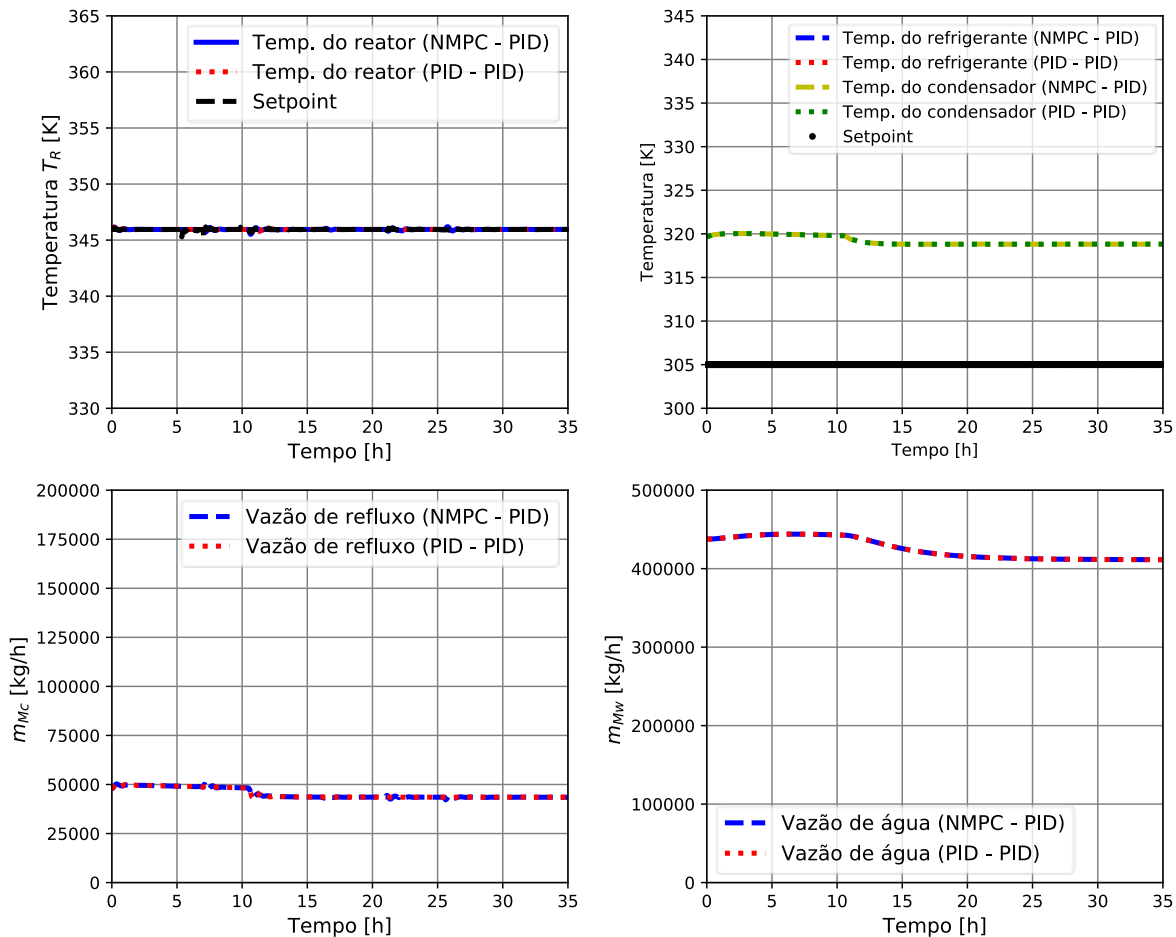 365
360
355
350
345
340
335
330
Temperatura T_R [K]
Temp. do reator (NMPC - PID)
Temp. do reator (PID - PID)
Setpoint
0 5 10 15 20 25 30 35
Tempo [h]
345
340
335
330
325
320
315
310
305
300
Temperatura [K]
Temp. do refrigerante (NMPC - PID)
Temp. do refrigerante (PID - PID)
Temp. do condensador (NMPC - PID)
Temp. do condensador (PID - PID)
Setpoint
0 5 10 15 20 25 30 35
Tempo [h]
200000
175000
150000
125000
100000
75000
50000
25000
0
m_{Mc} [kg/h]
Vazão de refluxo (NMPC - PID)
Vazão de refluxo (PID - PID)
0 5 10 15 20 25 30 35
Tempo [h]
500000
400000
300000
200000
100000
0
m_{Mw} [kg/h]
Vazão de água (NMPC - PID)
Vazão de água (PID - PID)
0 5 10 15 20 25 30 35
Tempo [h]